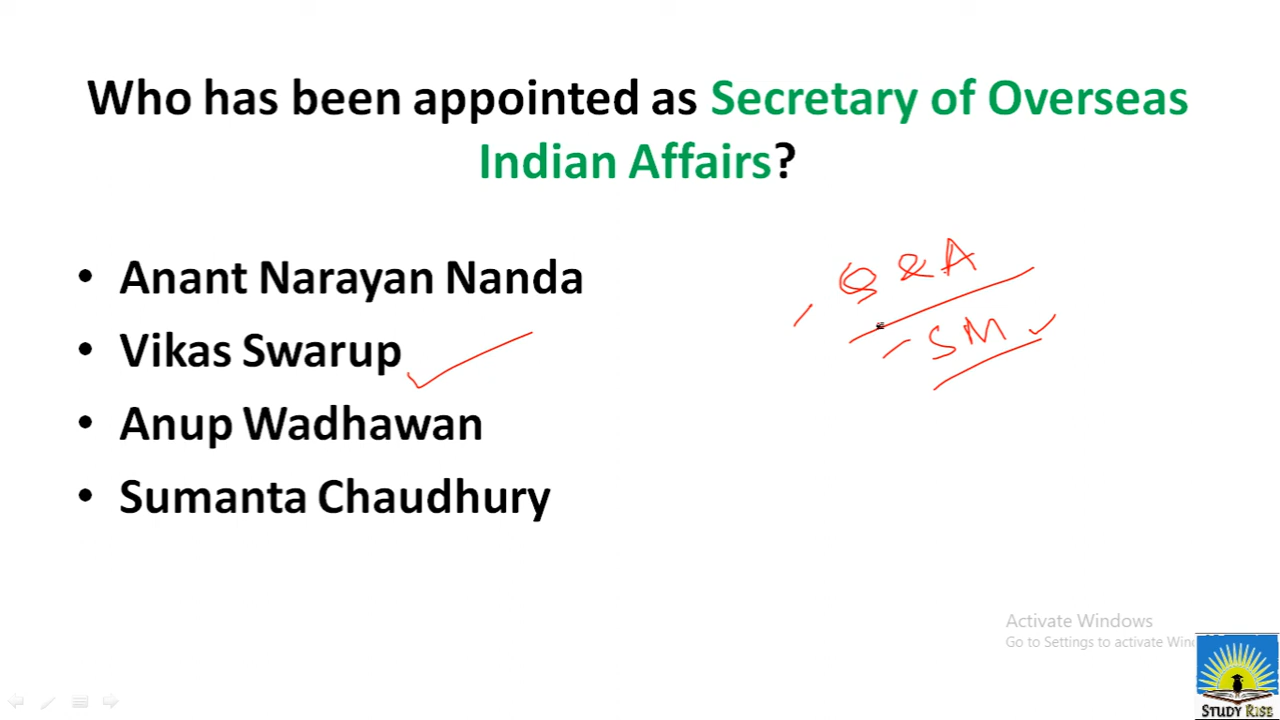 Who has been appointed as Secretary of Overseas
Indian Affairs?
• Anant Narayan Nanda
• Vikas Swarup
• Anup Wadhawan
• Sumanta Chaudhury
Q & A
SM
Activate Windows
Go to Settings to activate Win
STUDY RISE